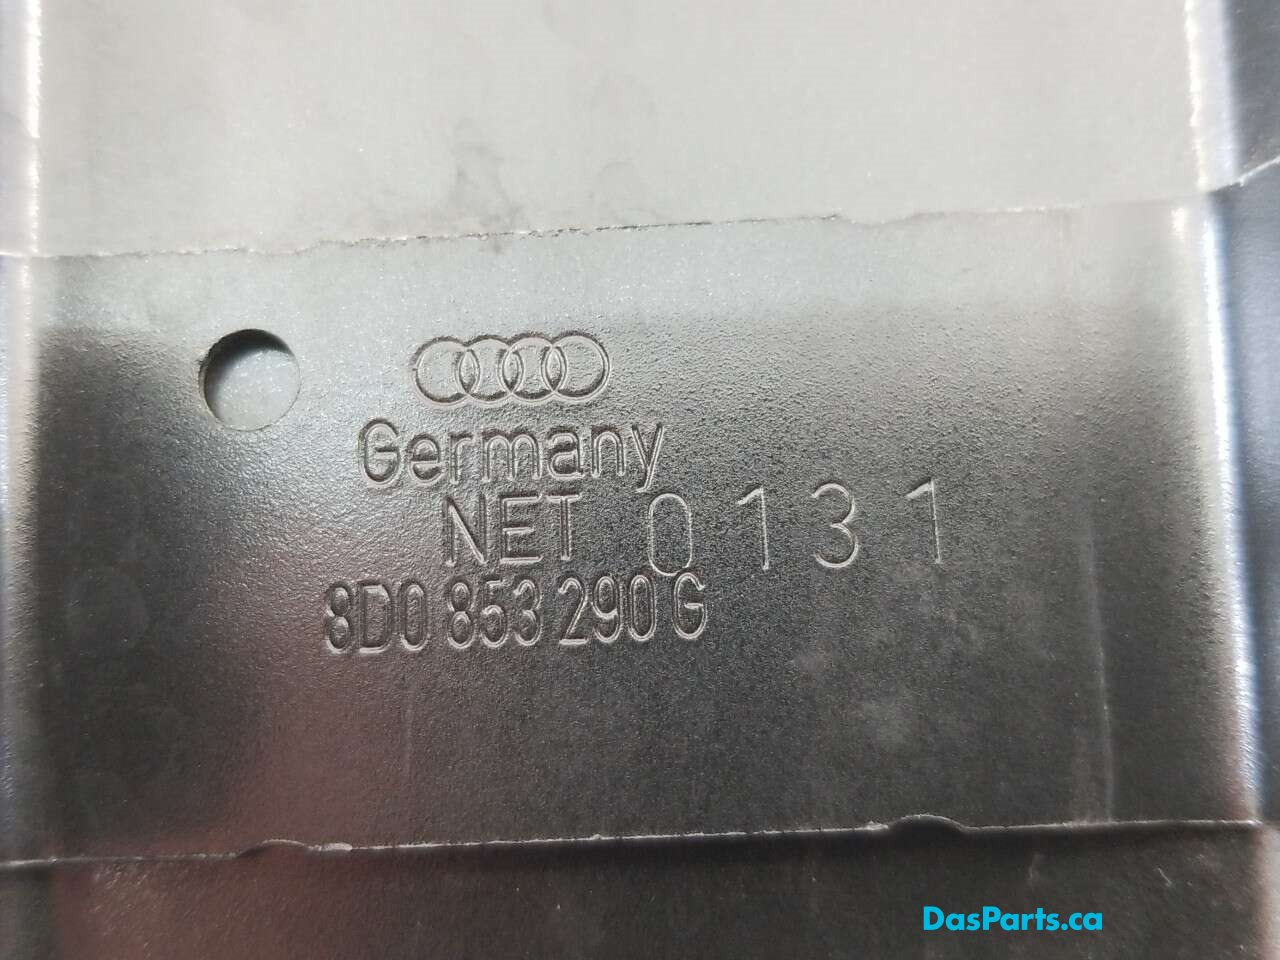 Germany
NET 0131
8D0 853 290 G
DasParts.ca